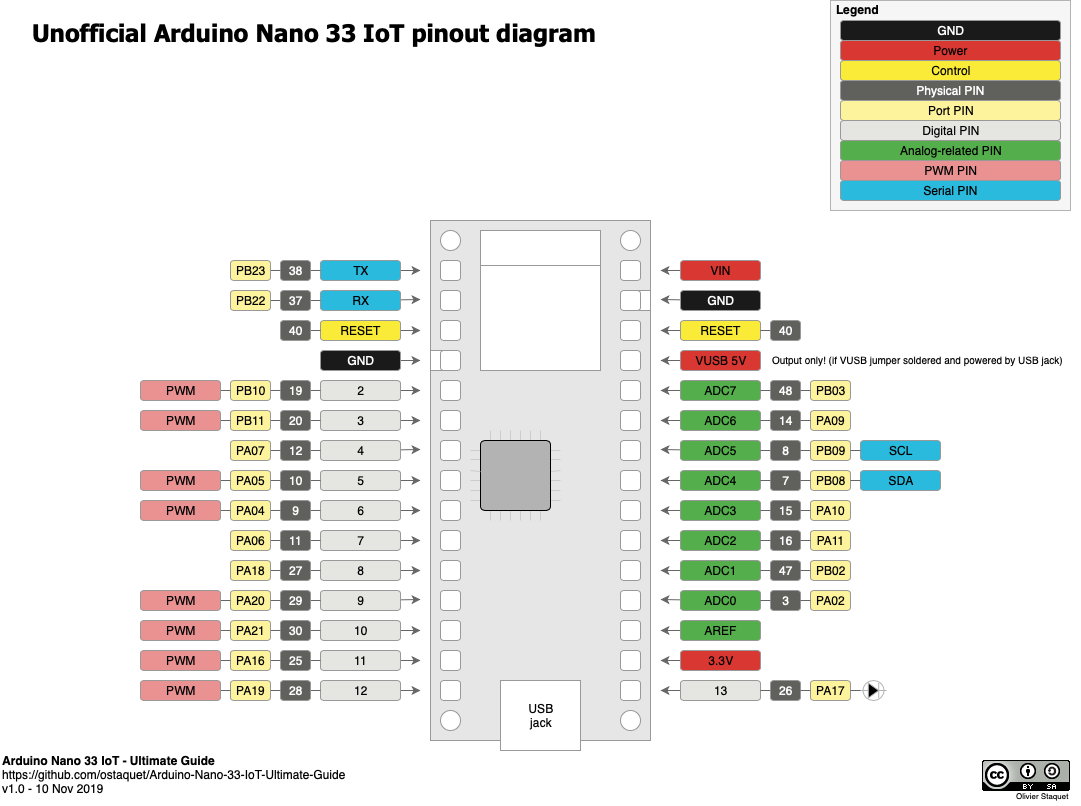 Unofficial Arduino Nano 33 IoT pinout diagram
Legend
GND
Power
Control
Physical PIN
Port PIN
Digital PIN
Analog-related PIN
PWM PIN
Serial PIN
PB23 38 TX VIN
PB22 37 RX GND
40 RESET RESET 40
GND VUSB 5V Output only! (if VUSB jumper soldered and powered by USB jack)
PWM PB10 19 2 ADC7 48 PB03
PWM PB11 20 3 ADC6 14 PA09
PA07 12 4 ADC5 8 PB09 SCL
PWM PA05 10 5 ADC4 7 PB08 SDA
PWM PA04 9 6 ADC3 15 PA10
PA06 11 7 ADC2 16 PA11
PA18 27 8 ADC1 47 PB02
PWM PA20 29 9 ADC0 3 PA02
PWM PA21 30 10 AREF
PWM PA16 25 11 3.3V
PWM PA19 28 12 13 26 PA17
USB
jack
Arduino Nano 33 IoT - Ultimate Guide
https://github.com/ostaquet/Arduino-Nano-33-IoT-Ultimate-Guide
v1.0 - 10 Nov 2019
cc
BY SA
Olivier Staquet